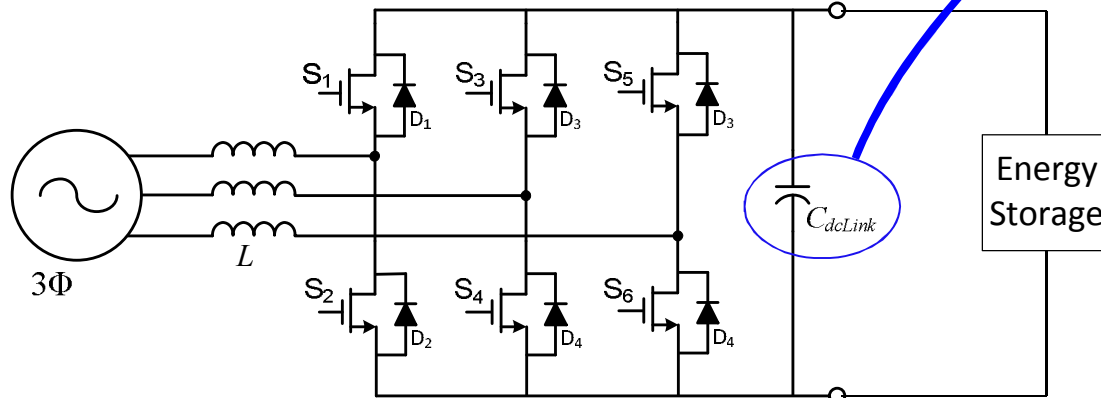 S1
D1
S3
D3
S5
D3
3Φ
L
S2
D2
S4
D4
S6
D4
CdcLink
Energy
Storage